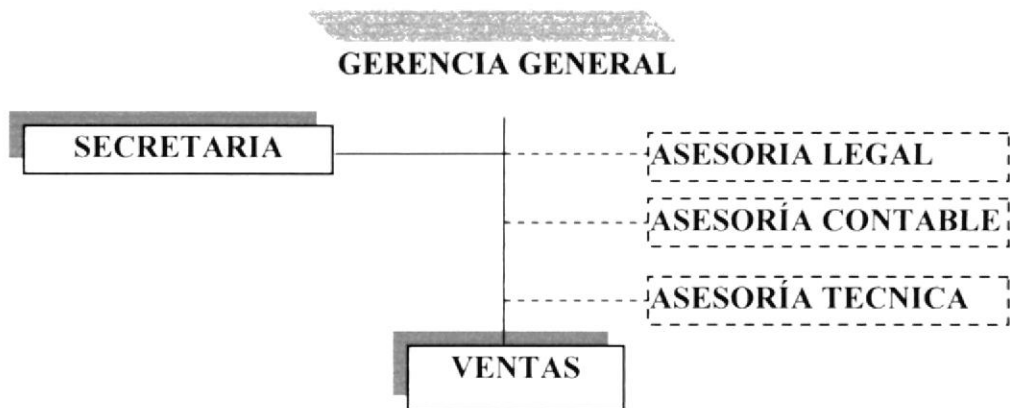 GERENCIA GENERAL
SECRETARIA
ASESORIA LEGAL
ASESORÍA CONTABLE
ASESORÍA TECNICA
VENTAS